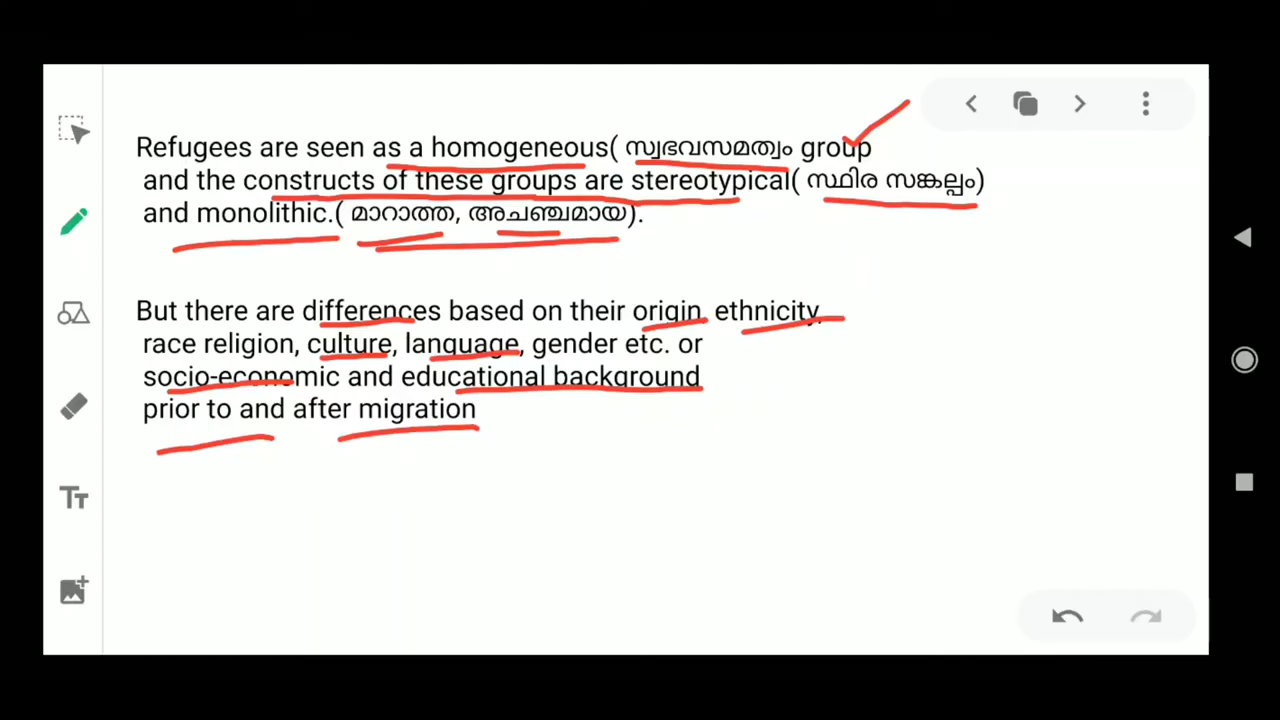 Refugees are seen as a homogeneous( സ്വഭവസമത്വം group
and the constructs of these groups are stereotypical( സ്ഥിര സങ്കല്പം)
and monolithic.( മാറാത്ത, അചഞ്ചമായ).
But there are differences based on their origin, ethnicity,
race religion, culture, language, gender etc. or
socio-economic and educational background
prior to and after migration
TT